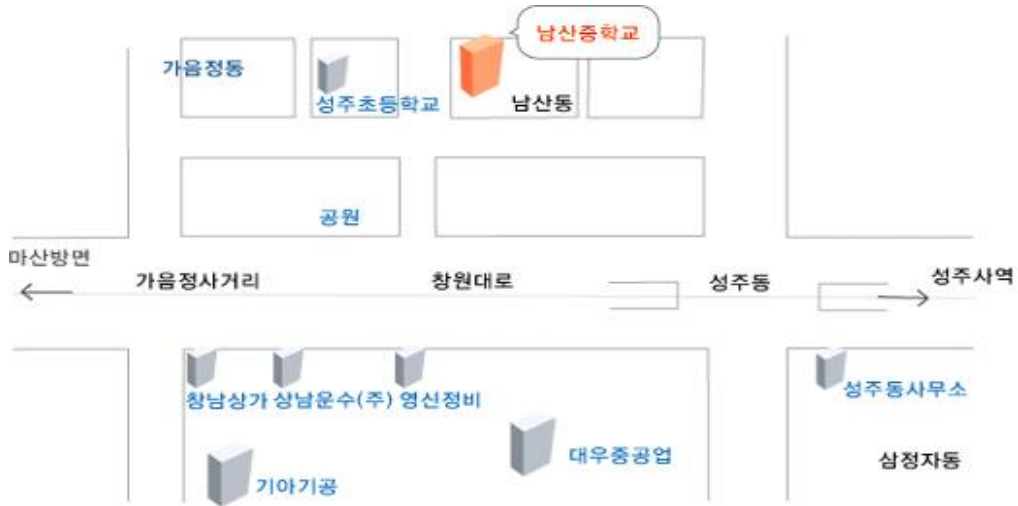 남산중학교
가음정동
성주초등학교
남산동
공원
마산방면
가음정사거리
창원대로
성주동
성주사역
창남상가 상남운수(주) 영신정비
성주동사무소
대우중공업
삼정자동
기아기공